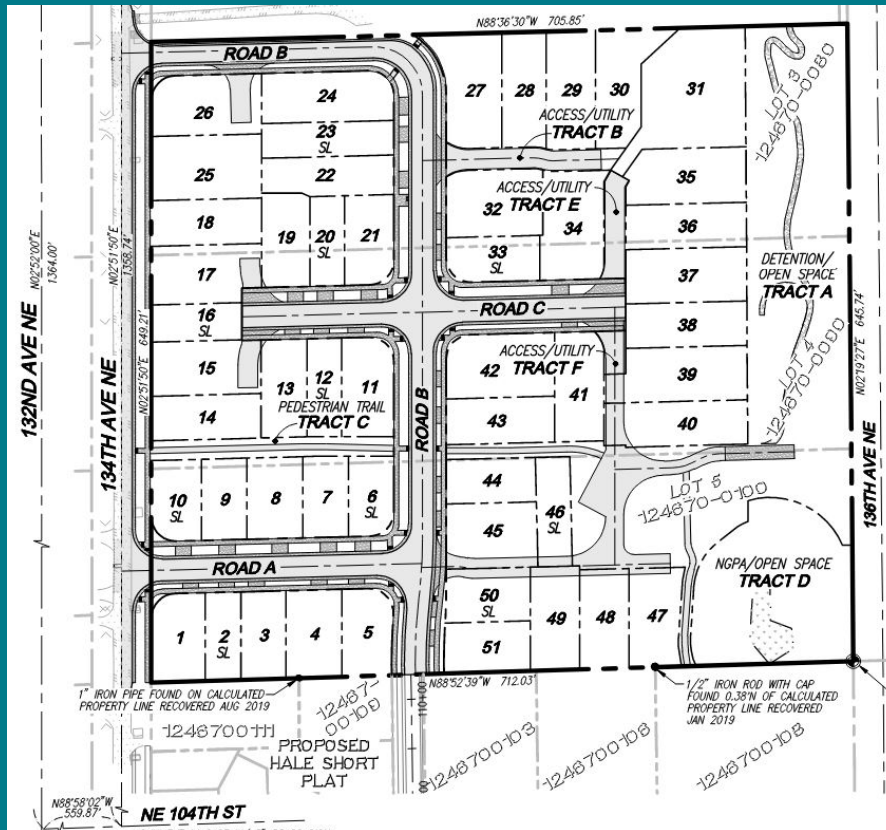 N88°36'30"W 705.85'
ROAD B
27
28
29
30
31
LOT 3
124670-0080
24
26
23
SL
ACCESS/UTILITY
TRACT B
22
25
35
ACCESS/UTILITY
TRACT E
32
18
19
20
SL
21
34
36
33
SL
N02°52'00"E
1364.00'
N02°51'50"E
1358.74'
17
37
DETENTION/
OPEN SPACE
TRACT A
16
SL
ROAD C
38
N02°51'50"E 649.21'
N02°19'27"E 645.74'
15
ACCESS/UTILITY
TRACT F
42
39
LOT 4
124670-0090
13
12
SL
11
41
132ND AVE NE
134TH AVE NE
14
PEDESTRIAN TRAIL
TRACT C
ROAD B
43
40
136TH AVE NE
10
SL
9
8
7
6
SL
44
46
SL
LOT 5
124670-0100
45
ROAD A
NGPA/OPEN SPACE
TRACT D
50
SL
1
2
SL
3
4
5
49
48
47
51
N88°52'39"W 712.03'
1" IRON PIPE FOUND ON CALCULATED
PROPERTY LINE RECOVERED AUG 2019
1/2" IRON ROD WITH CAP
FOUND 0.38'N OF CALCULATED
PROPERTY LINE RECOVERED
JAN 2019
12467-
00109
110+00
1246700111
PROPOSED
HALE SHORT
PLAT
1246700103
1246700108
N88°58'02"W
559.87'
NE 104TH ST